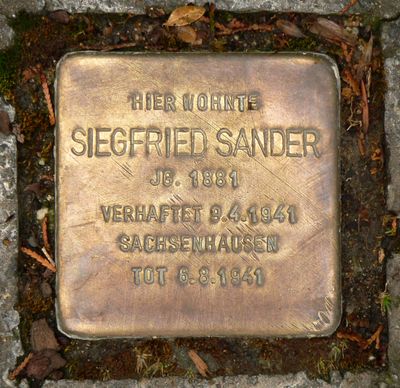 HIER WOHNTE
SIEGFRIED SANDER
JG. 1881
VERHAFTET 9.4.1941
SACHSENHAUSEN
TOT 6.8.1941